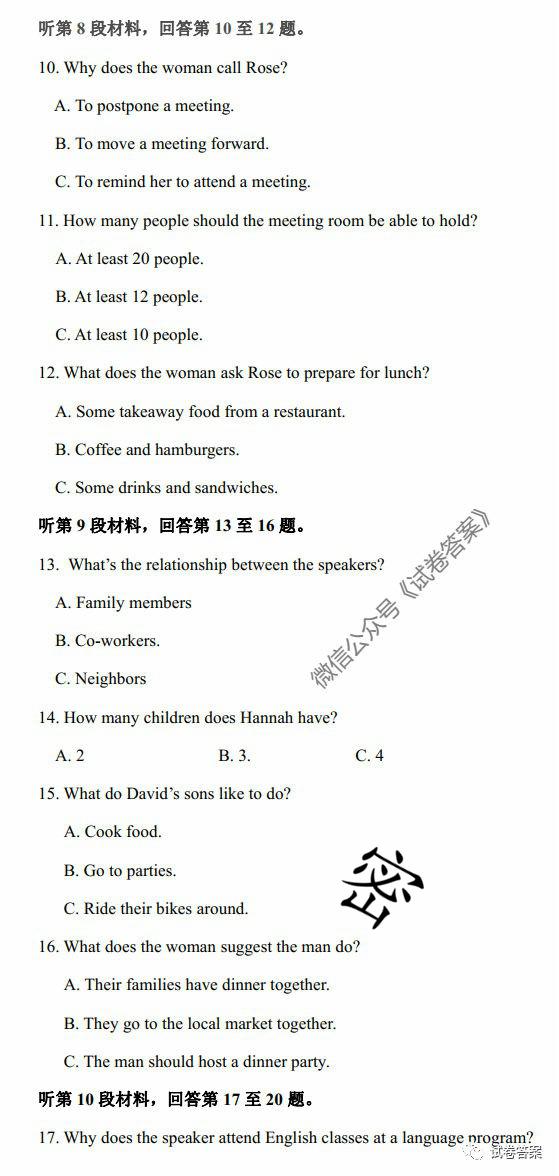 听第 8 段材料，回答第 10 至 12 题。
10. Why does the woman call Rose?
A. To postpone a meeting.
B. To move a meeting forward.
C. To remind her to attend a meeting.
11. How many people should the meeting room be able to hold?
A. At least 20 people.
B. At least 12 people.
C. At least 10 people.
12. What does the woman ask Rose to prepare for lunch?
A. Some takeaway food from a restaurant.
B. Coffee and hamburgers.
C. Some drinks and sandwiches.
听第 9 段材料，回答第 13 至 16 题。
13. What's the relationship between the speakers?
A. Family members
B. Co-workers.
C. Neighbors
微信公众号《试卷答案》
14. How many children does Hannah have?
A. 2 B. 3. C. 4
15. What do David's sons like to do?
A. Cook food.
B. Go to parties.
C. Ride their bikes around.
密
16. What does the woman suggest the man do?
A. Their families have dinner together.
B. They go to the local market together.
C. The man should host a dinner party.
听第 10 段材料，回答第 17 至 20 题。
17. Why does the speaker attend English classes at a language program?
试卷答案